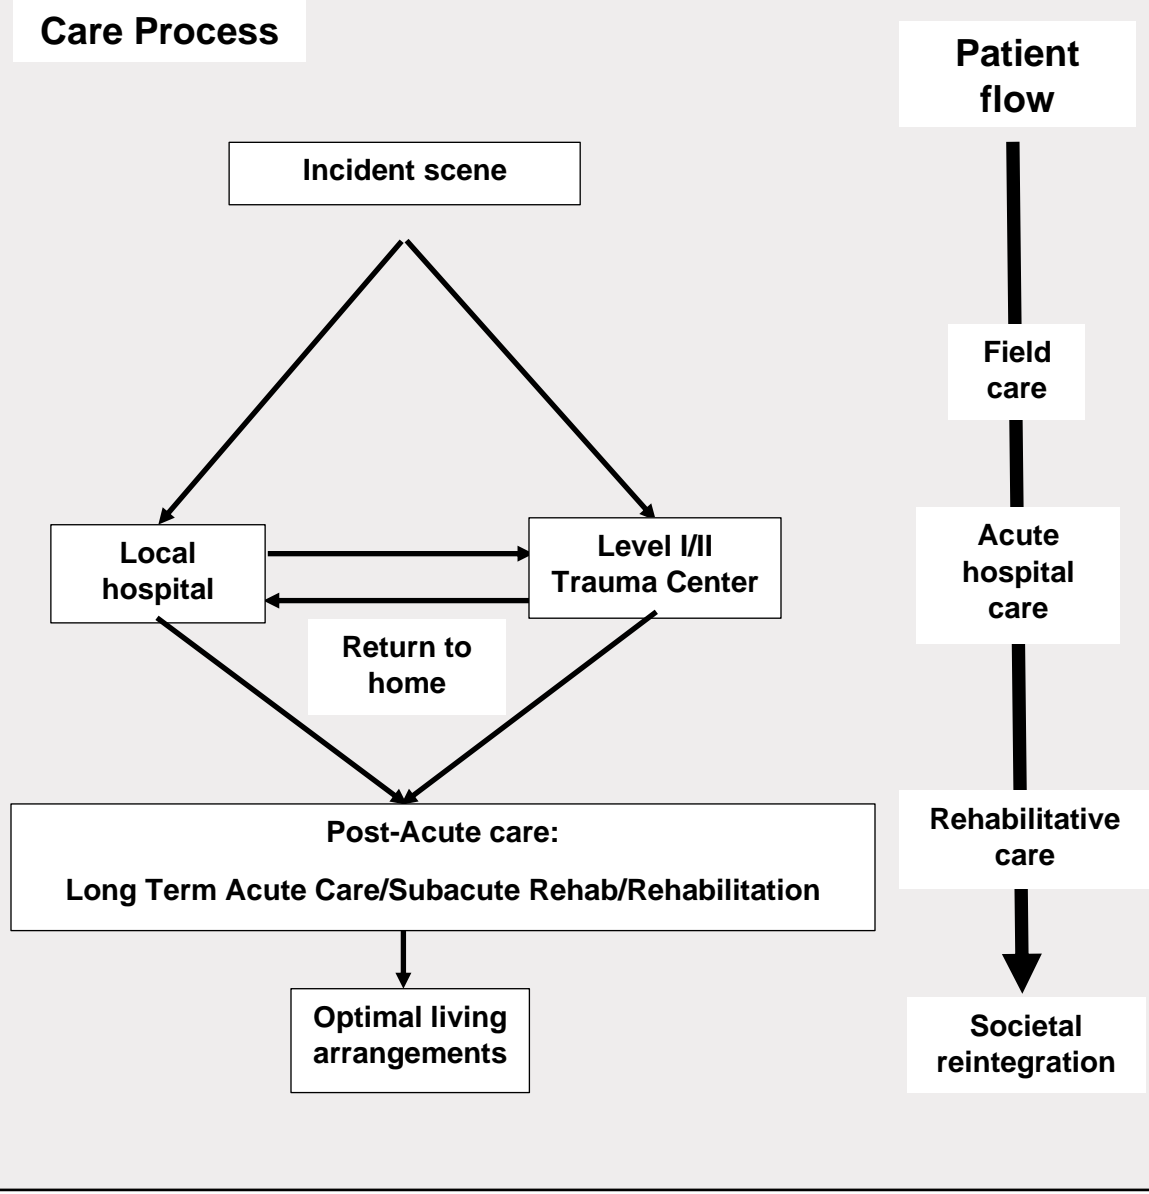 Care Process
Patient
flow
Incident scene
Field
care
Local
hospital
Level I/II
Trauma Center
Acute
hospital
care
Return to
home
Post-Acute care:
Long Term Acute Care/Subacute Rehab/Rehabilitation
Rehabilitative
care
Optimal living
arrangements
Societal
reintegration